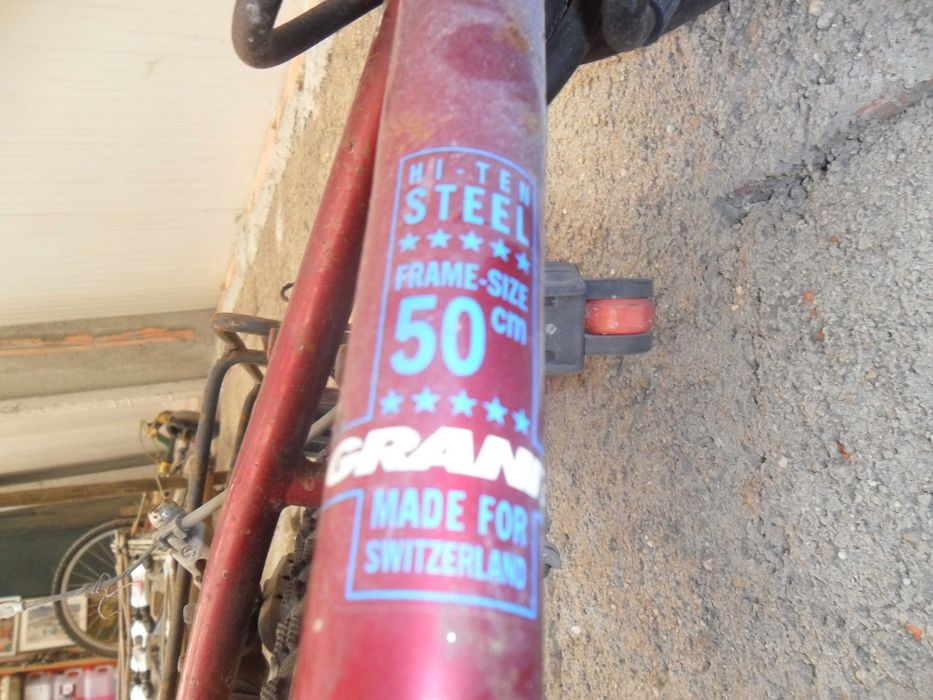 HI-TEN
STEEL
FRAME-SIZE
50 cm
MADE FOR
SWITZERLAND